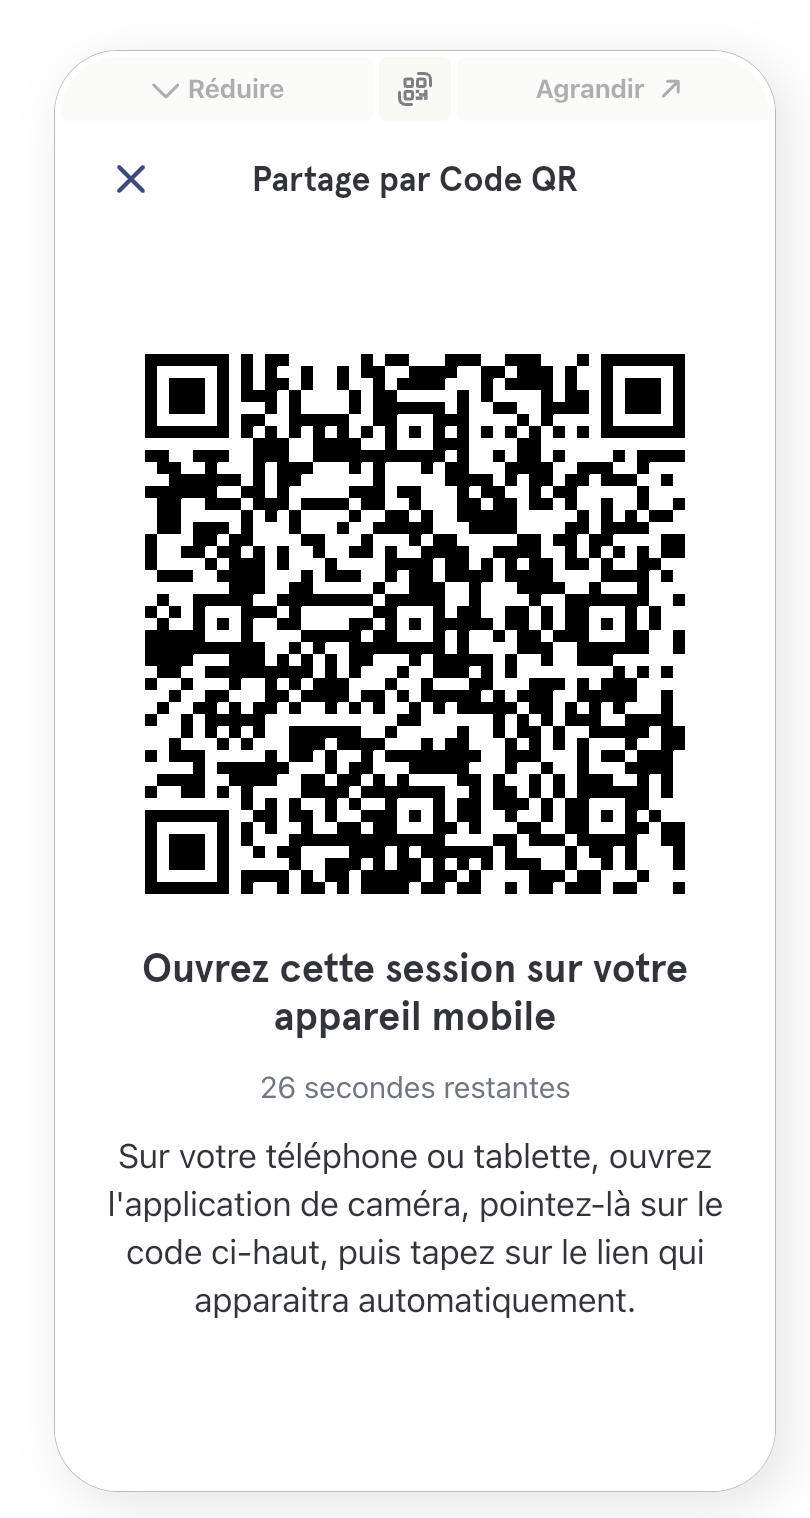 Réduire
Agrandir
Partage par Code QR
Ouvrez cette session sur votre
appareil mobile
26 secondes restantes
Sur votre téléphone ou tablette, ouvrez
l'application de caméra, pointez-là sur le
code ci-haut, puis tapez sur le lien qui
apparaitra automatiquement.